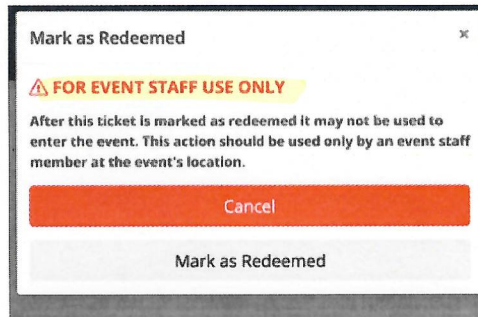 Mark as Redeemed
×
⚠ FOR EVENT STAFF USE ONLY
After this ticket is marked as redeemed it may not be used to
enter the event. This action should be used only by an event staff
member at the event's location.
Cancel
Mark as Redeemed